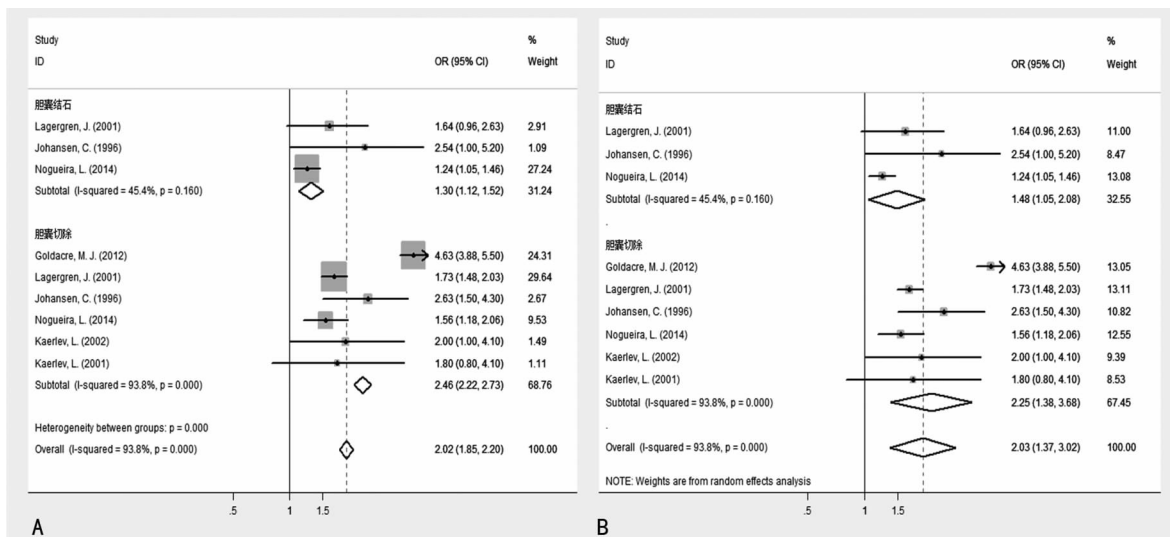 Study %
ID OR (95% CI) Weight
胆囊结石
Lagergren, J. (2001) 1.64 (0.96, 2.63) 2.91
Johansen, C. (1996) 2.54 (1.00, 5.20) 1.09
Nogueira, L. (2014) 1.24 (1.05, 1.46) 27.24
Subtotal (I-squared = 45.4%, p = 0.160) 1.30 (1.12, 1.52) 31.24
胆囊切除
Goldacre, M. J. (2012) 4.63 (3.88, 5.50) 24.31
Lagergren, J. (2001) 1.73 (1.48, 2.03) 29.64
Johansen, C. (1996) 2.63 (1.50, 4.30) 2.67
Nogueira, L. (2014) 1.56 (1.18, 2.06) 9.53
Kaerlev, L. (2002) 2.00 (1.00, 4.10) 1.49
Kaerlev, L. (2001) 1.80 (0.80, 4.10) 1.11
Subtotal (I-squared = 93.8%, p = 0.000) 2.46 (2.22, 2.73) 68.76
Heterogeneity between groups: p = 0.000
Overall (I-squared = 93.8%, p = 0.000) 2.02 (1.85, 2.20) 100.00
.5 1 1.5
A
Study %
ID OR (95% CI) Weight
胆囊结石
Lagergren, J. (2001) 1.64 (0.96, 2.63) 11.00
Johansen, C. (1996) 2.54 (1.00, 5.20) 8.47
Nogueira, L. (2014) 1.24 (1.05, 1.46) 13.08
Subtotal (I-squared = 45.4%, p = 0.160) 1.48 (1.05, 2.08) 32.55
.
胆囊切除
Goldacre, M. J. (2012) 4.63 (3.88, 5.50) 13.05
Lagergren, J. (2001) 1.73 (1.48, 2.03) 13.11
Johansen, C. (1996) 2.63 (1.50, 4.30) 10.82
Nogueira, L. (2014) 1.56 (1.18, 2.06) 12.55
Kaerlev, L. (2002) 2.00 (1.00, 4.10) 9.39
Kaerlev, L. (2001) 1.80 (0.80, 4.10) 8.53
Subtotal (I-squared = 93.8%, p = 0.000) 2.25 (1.38, 3.68) 67.45
.
Overall (I-squared = 93.8%, p = 0.000) 2.03 (1.37, 3.02) 100.00
NOTE: Weights are from random effects analysis
.5 1 1.5
B